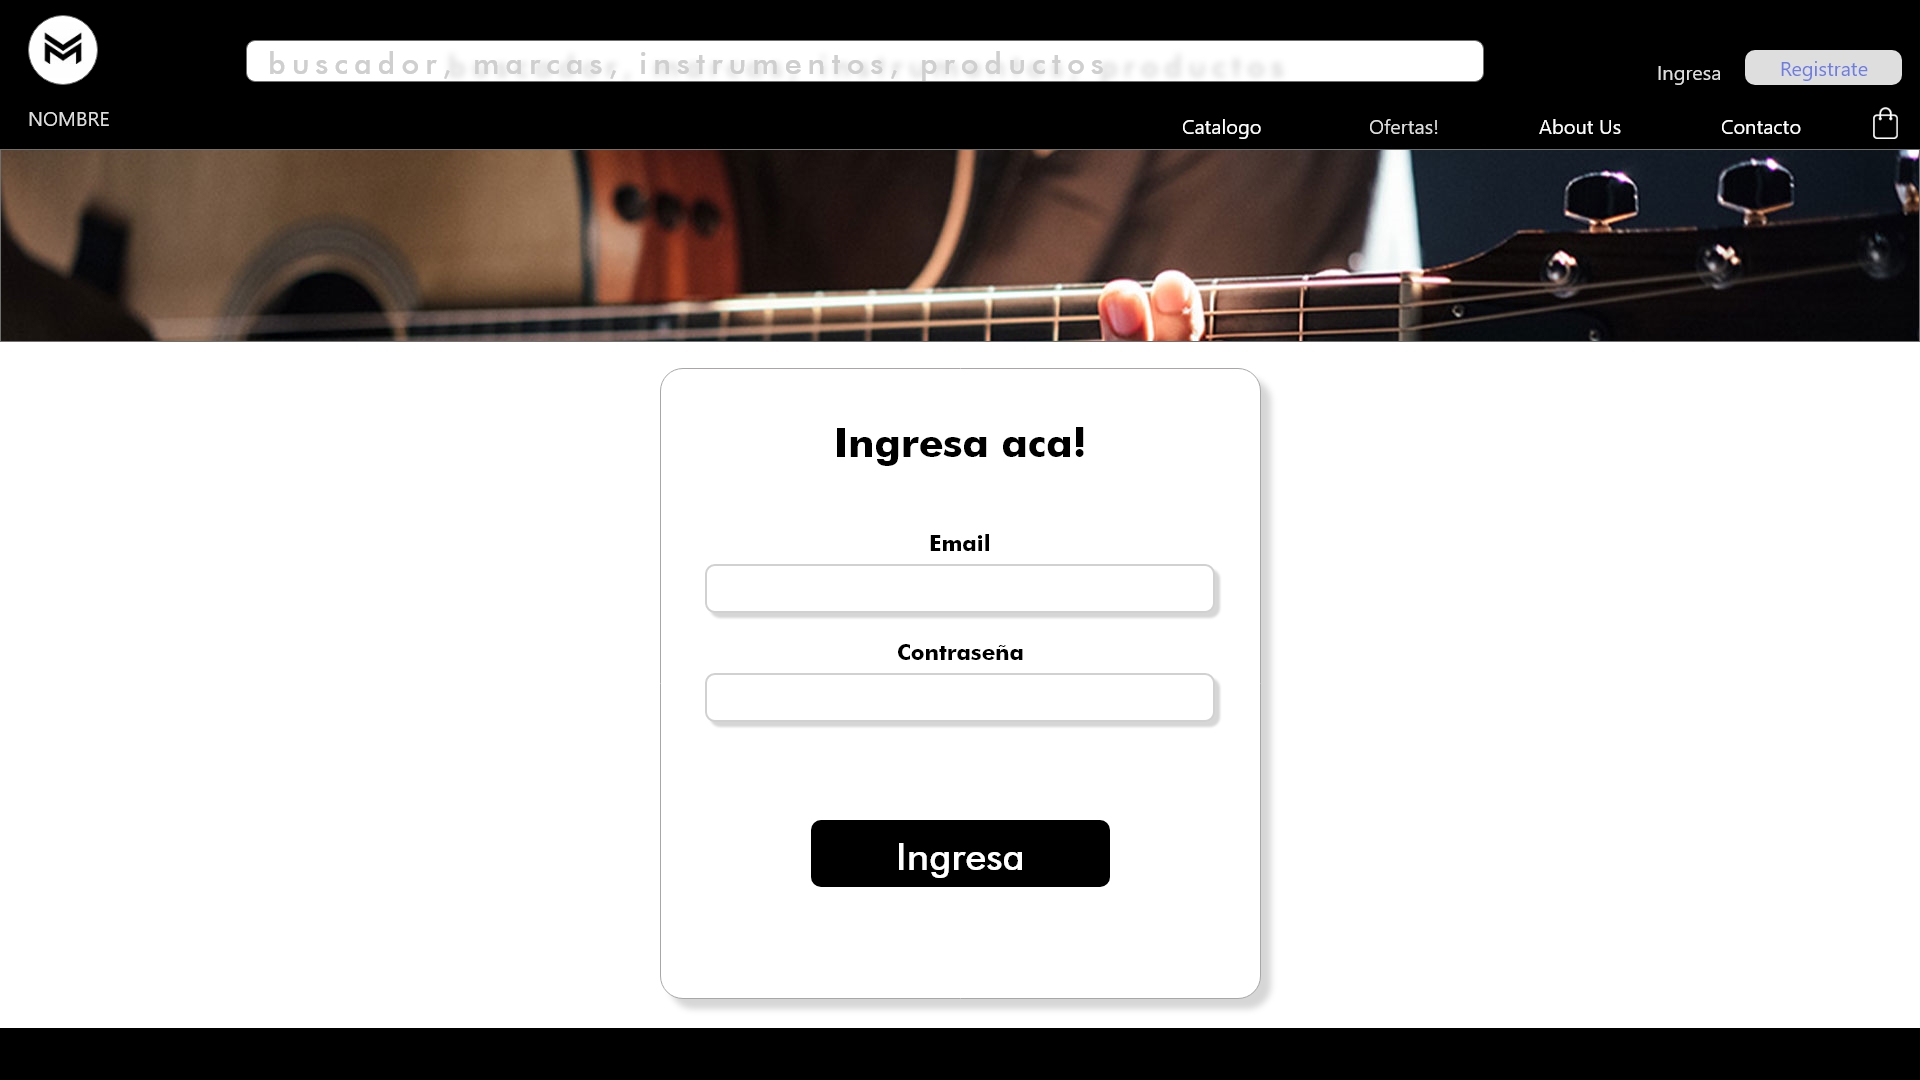 buscador, marcas, instrumentos, productos
Ingresa
Registrate
NOMBRE
Catalogo
Ofertas!
About Us
Contacto
Ingresa aca!
Email
Contraseña
Ingresa